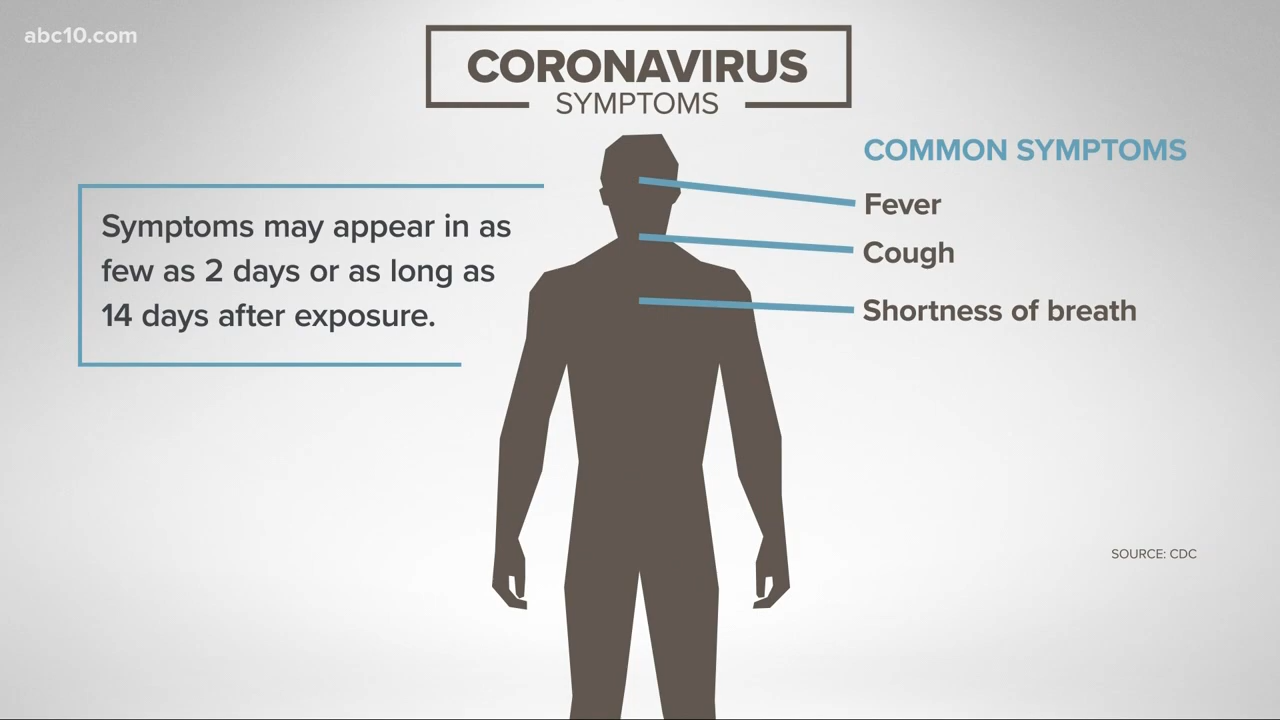 abc10.com
CORONAVIRUS
SYMPTOMS
Symptoms may appear in as
few as 2 days or as long as
14 days after exposure.
COMMON SYMPTOMS
Fever
Cough
Shortness of breath
SOURCE: CDC